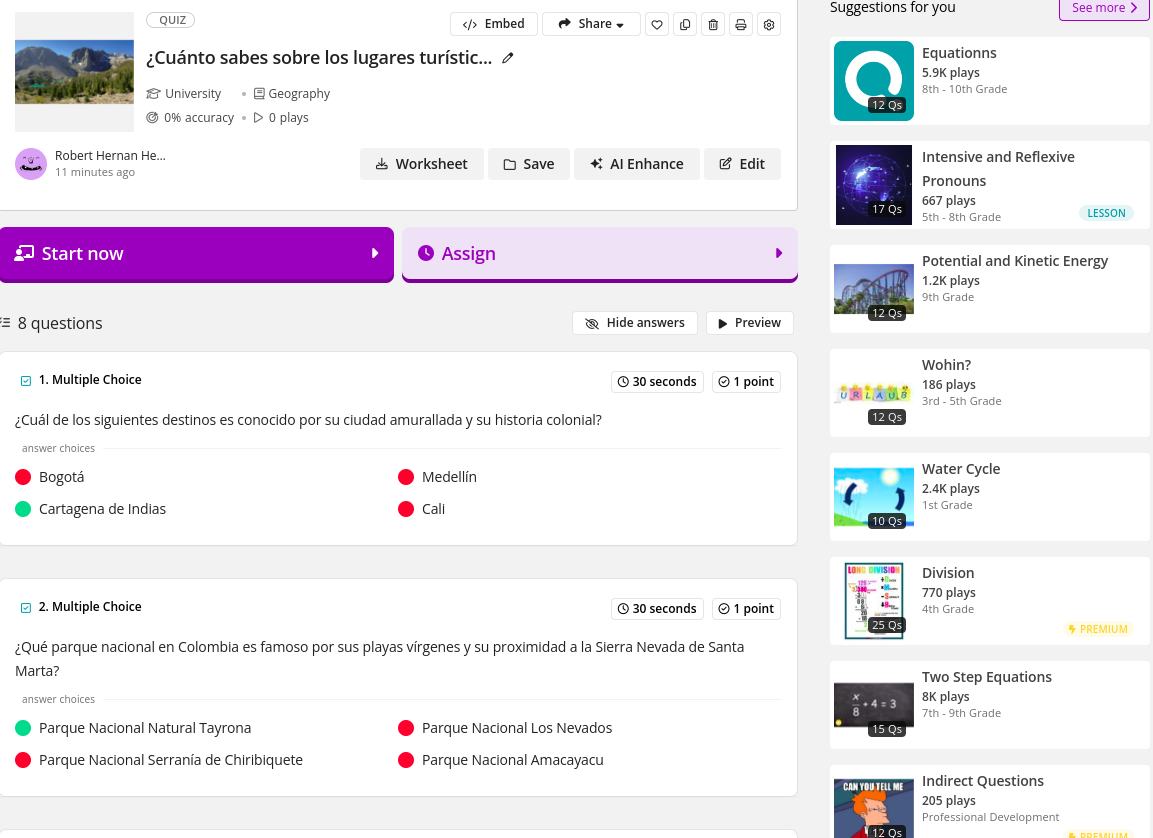 QUIZ
Embed
Share
¿Cuánto sabes sobre los lugares turístic...
University
Geography
0% accuracy
0 plays
Robert Hernan He...
11 minutes ago
Worksheet
Save
AI Enhance
Edit
Start now
Assign
8 questions
Hide answers
Preview
1. Multiple Choice
30 seconds
1 point
¿Cuál de los siguientes destinos es conocido por su ciudad amurallada y su historia colonial?
answer choices
Bogotá
Medellín
Cartagena de Indias
Cali
2. Multiple Choice
30 seconds
1 point
¿Qué parque nacional en Colombia es famoso por sus playas vírgenes y su proximidad a la Sierra Nevada de Santa
Marta?
answer choices
Parque Nacional Natural Tayrona
Parque Nacional Los Nevados
Parque Nacional Serranía de Chiribiquete
Parque Nacional Amacayacu
Suggestions for you
See more
12 Qs
Equationns
5.9K plays
8th - 10th Grade
17 Qs
Intensive and Reflexive
Pronouns
667 plays
5th - 8th Grade
LESSON
12 Qs
Potential and Kinetic Energy
1.2K plays
9th Grade
URLAUB
12 Qs
Wohin?
186 plays
3rd - 5th Grade
10 Qs
Water Cycle
2.4K plays
1st Grade
LONG DIVISION
25 Qs
Division
770 plays
4th Grade
PREMIUM
x/8 + 4 = 3
15 Qs
Two Step Equations
8K plays
7th - 9th Grade
CAN YOU TELL ME
12 Qs
Indirect Questions
205 plays
Professional Development
PREMIUM